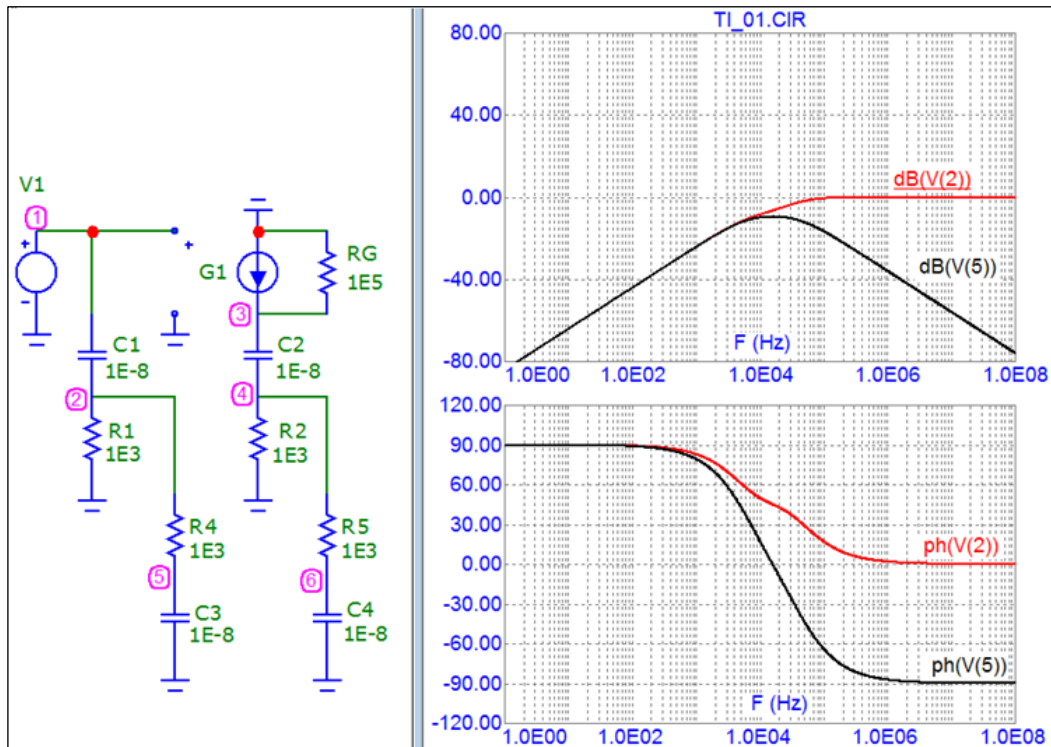 V1
1
+
-
+
C1
1E-8
2
R1
1E3
R4
1E3
5
C3
1E-8
G1
RG
1E5
3
C2
1E-8
4
R2
1E3
R5
1E3
6
C4
1E-8
TI_01.CIR
80.00
40.00
0.00
-40.00
-80.00
dB(V(2))
dB(V(5))
F (Hz)
1.0E00 1.0E02 1.0E04 1.0E06 1.0E08
120.00
90.00
60.00
30.00
0.00
-30.00
-60.00
-90.00
-120.00
ph(V(2))
ph(V(5))
F (Hz)
1.0E00 1.0E02 1.0E04 1.0E06 1.0E08